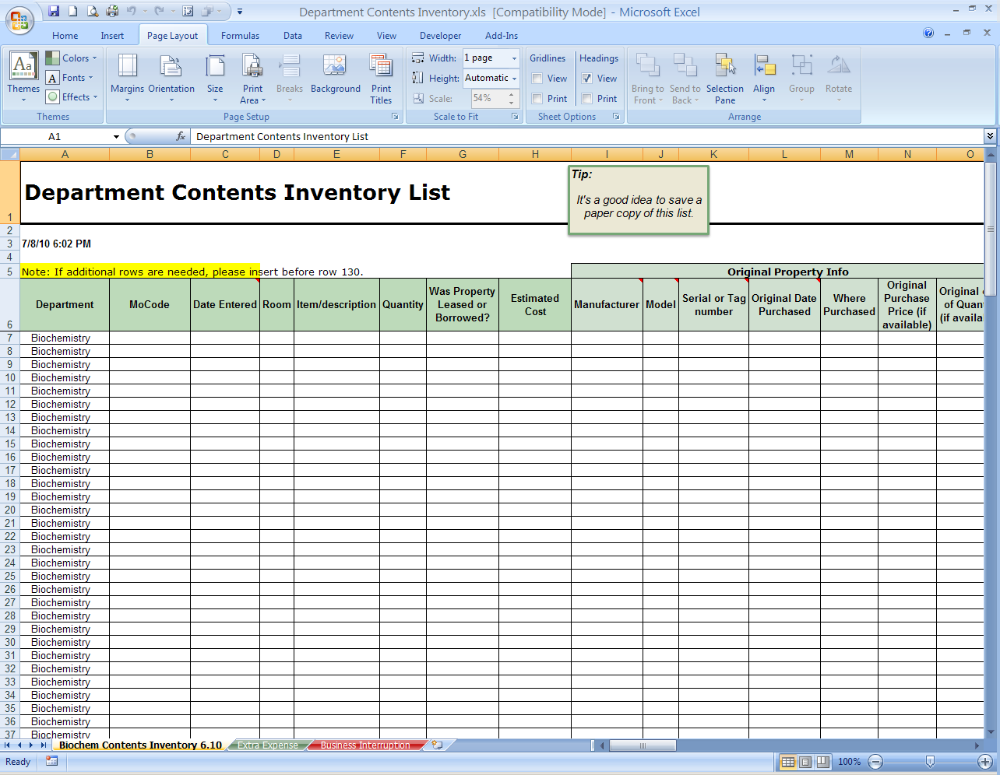 Department Contents Inventory.xls [Compatibility Mode] - Microsoft Excel
Home Insert Page Layout Formulas Data Review View Developer Add-Ins
Aa Themes Colors Fonts Effects
Margins Orientation Size Print Area Breaks Background Print Titles
Width: 1 page
Height: Automatic
Scale: 54%
Gridlines View Print
Headings View Print
Bring to Front Send to Back Selection Pane Align Group Rotate
Themes Page Setup Scale to Fit Sheet Options Arrange
A1 fx Department Contents Inventory List
A B C D E F G H I J K L M N O
1 Department Contents Inventory List
Tip:
It's a good idea to save a
paper copy of this list.
2
3 7/8/10 6:02 PM
4
5 Note: If additional rows are needed, please insert before row 130. Original Property Info
6 Department MoCode Date Entered Room Item/description Quantity Was Property Leased or Borrowed? Estimated Cost Manufacturer Model Serial or Tag number Original Date Purchased Where Purchased Original Purchase Price (if available) Original of Quan (if availa
7 Biochemistry
8 Biochemistry
9 Biochemistry
10 Biochemistry
11 Biochemistry
12 Biochemistry
13 Biochemistry
14 Biochemistry
15 Biochemistry
16 Biochemistry
17 Biochemistry
18 Biochemistry
19 Biochemistry
20 Biochemistry
21 Biochemistry
22 Biochemistry
23 Biochemistry
24 Biochemistry
25 Biochemistry
26 Biochemistry
27 Biochemistry
28 Biochemistry
29 Biochemistry
30 Biochemistry
31 Biochemistry
32 Biochemistry
33 Biochemistry
34 Biochemistry
35 Biochemistry
36 Biochemistry
37 Biochemistry
Biochem Contents Inventory 6.10 Extra Expense Business Interruption
Ready 100%